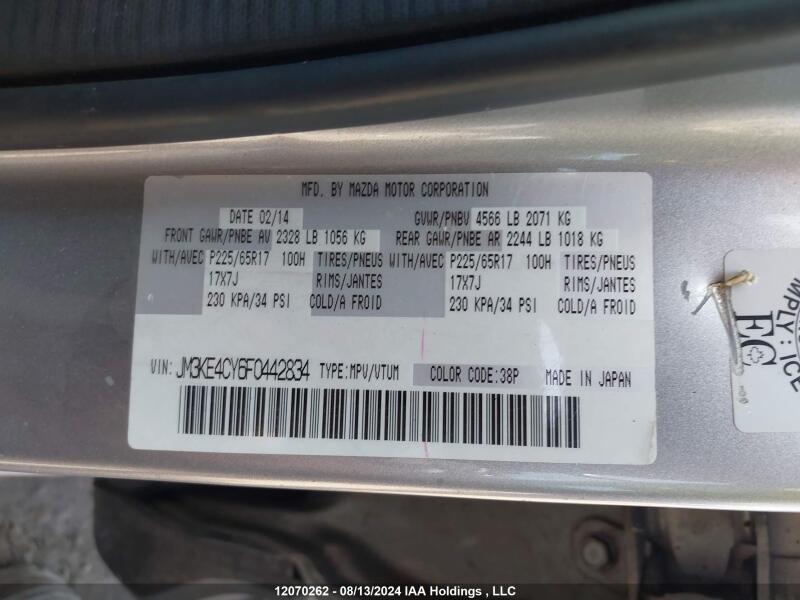 MFD. BY MAZDA MOTOR CORPORATION
DATE 02/14 GVWR/PNBV 4566 LB 2071 KG
FRONT GAWR/PNBE AV 2328 LB 1056 KG REAR GAWR/PNBE AR 2244 LB 1018 KG
WITH/AVEC P225/65R17 100H TIRES/PNEUS WITH/AVEC P225/65R17 100H TIRES/PNEUS
17X7J RIMS/JANTES 17X7J RIMS/JANTES
230 KPA/34 PSI COLD/A FROID 230 KPA/34 PSI COLD/A FROID
VIN: JM3KE4CY6F0442834 TYPE:MPV/VTUM COLOR CODE:38P MADE IN JAPAN
MPLY: ICE
EC
12070262 - 08/13/2024 IAA Holdings , LLC